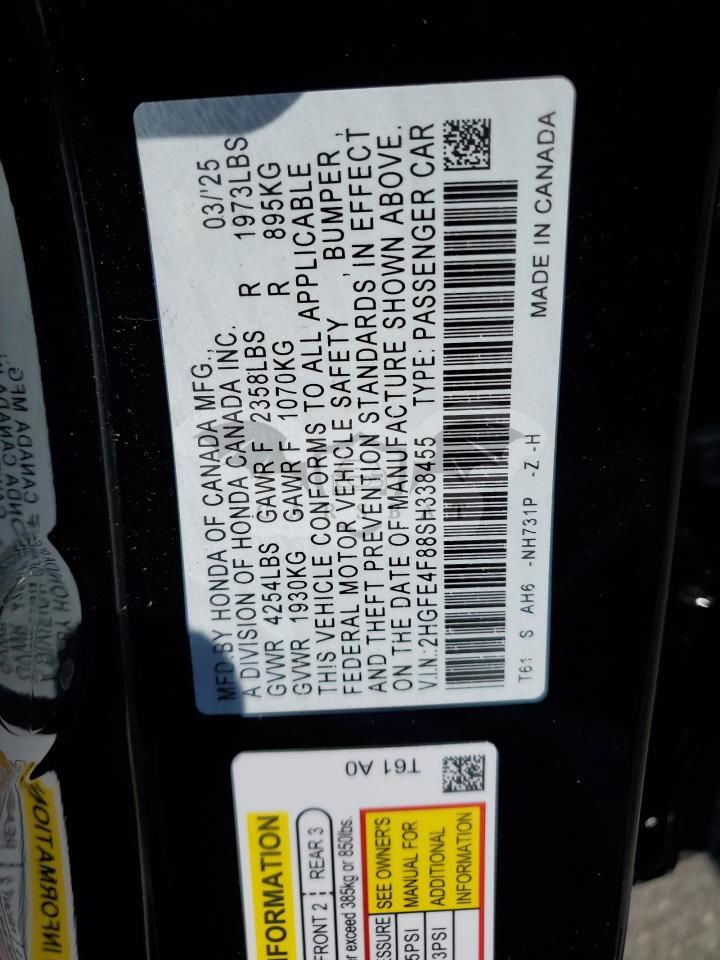 MFD.BY HONDA OF CANADA MFG., 03/'25
A DIVISION OF HONDA CANADA INC.
GVWR 4254LBS GAWR F 2358LBS R 1973LBS
GVWR 1930KG GAWR F 1070KG R 895KG
THIS VEHICLE CONFORMS TO ALL APPLICABLE
FEDERAL MOTOR VEHICLE SAFETY, BUMPER,
AND THEFT PREVENTION STANDARDS IN EFFECT
ON THE DATE OF MANUFACTURE SHOWN ABOVE.
V.I.N.:2HGFE4F88SH338455 TYPE: PASSENGER CAR
T61 S AH6 -NH731P -Z -H
MADE IN CANADA
T61 A0
INFORMATION
FRONT 2 REAR 3
exceed 385kg or 850lbs.
SEE OWNER'S
MANUAL FOR
ADDITIONAL
INFORMATION
INFORMATION